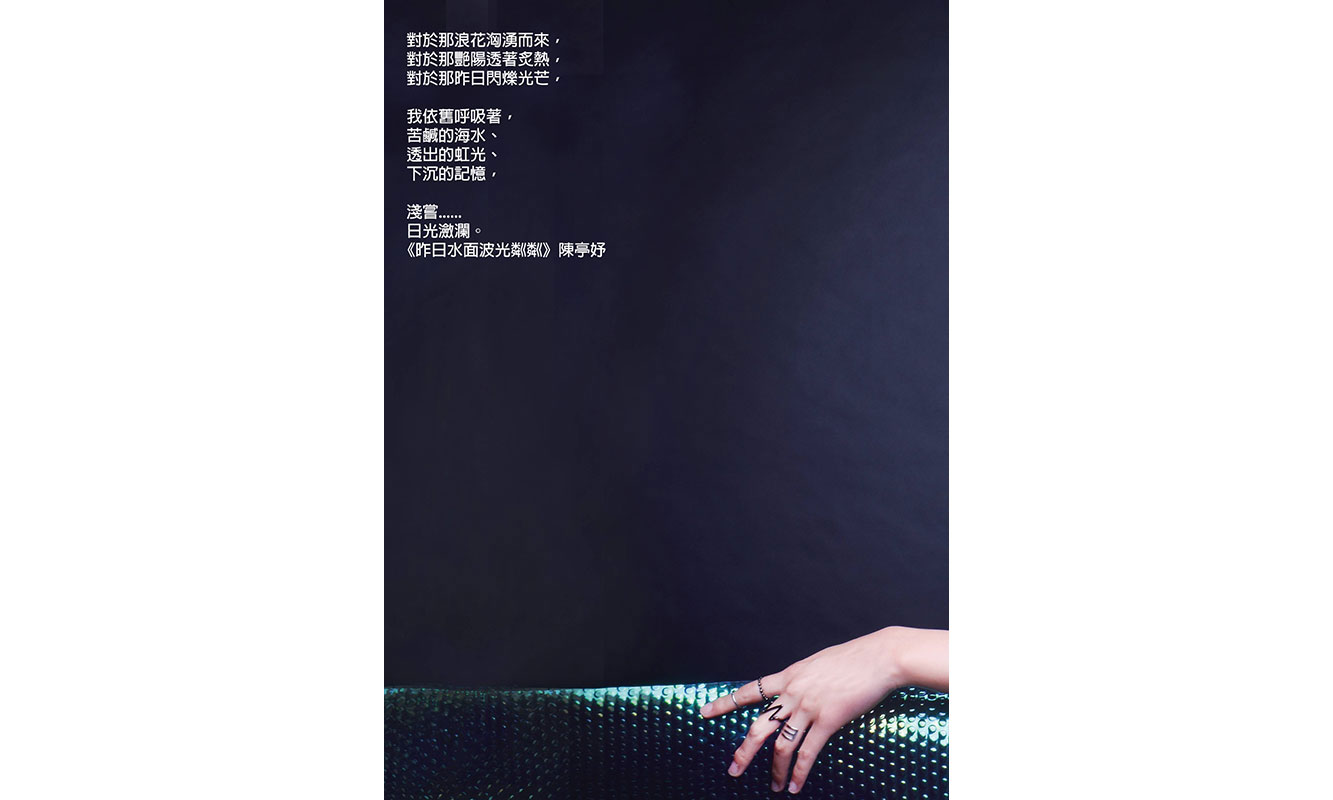 對於那浪花洶湧而來，
對於那艷陽透著炙熱，
對於那昨日閃爍光芒，
我依舊呼吸著，
苦鹹的海水、
透出的虹光、
下沉的記憶，
淺嘗......
日光瀲灩。
《昨日水面波光粼粼》陳亭妤